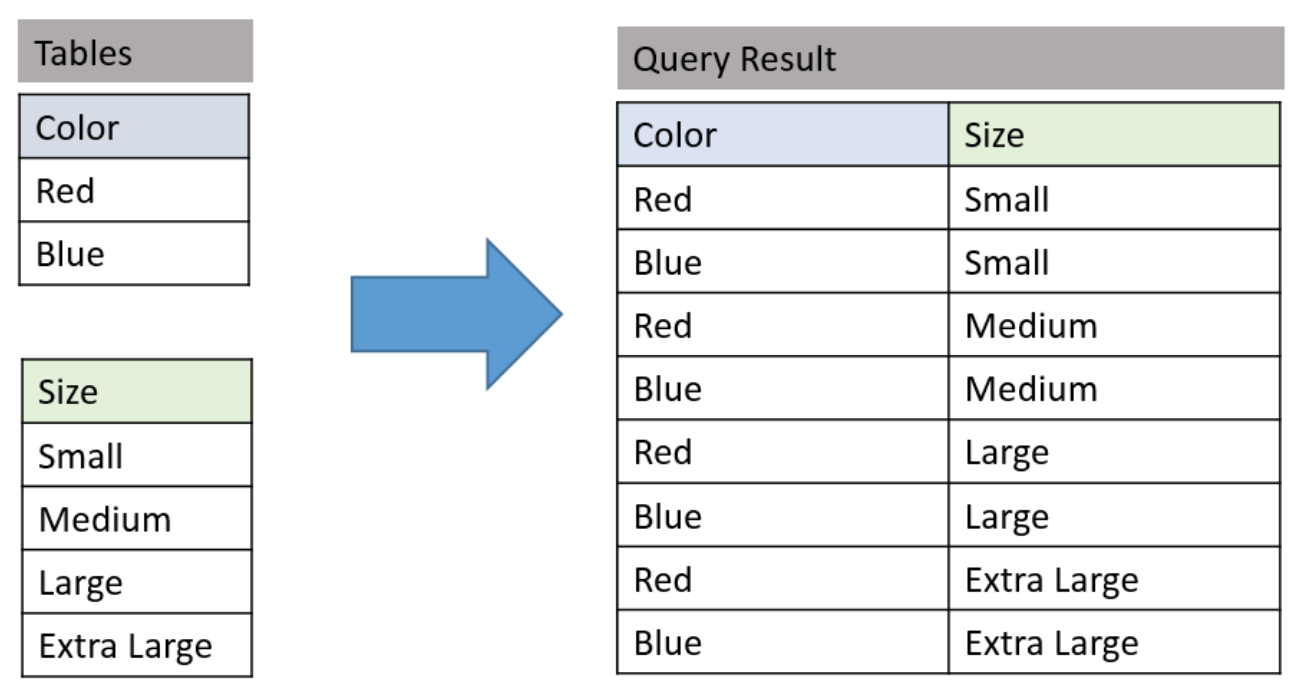 Tables
Color
Red
Blue
Size
Small
Medium
Large
Extra Large
Query Result
Color Size
Red Small
Blue Small
Red Medium
Blue Medium
Red Large
Blue Large
Red Extra Large
Blue Extra Large